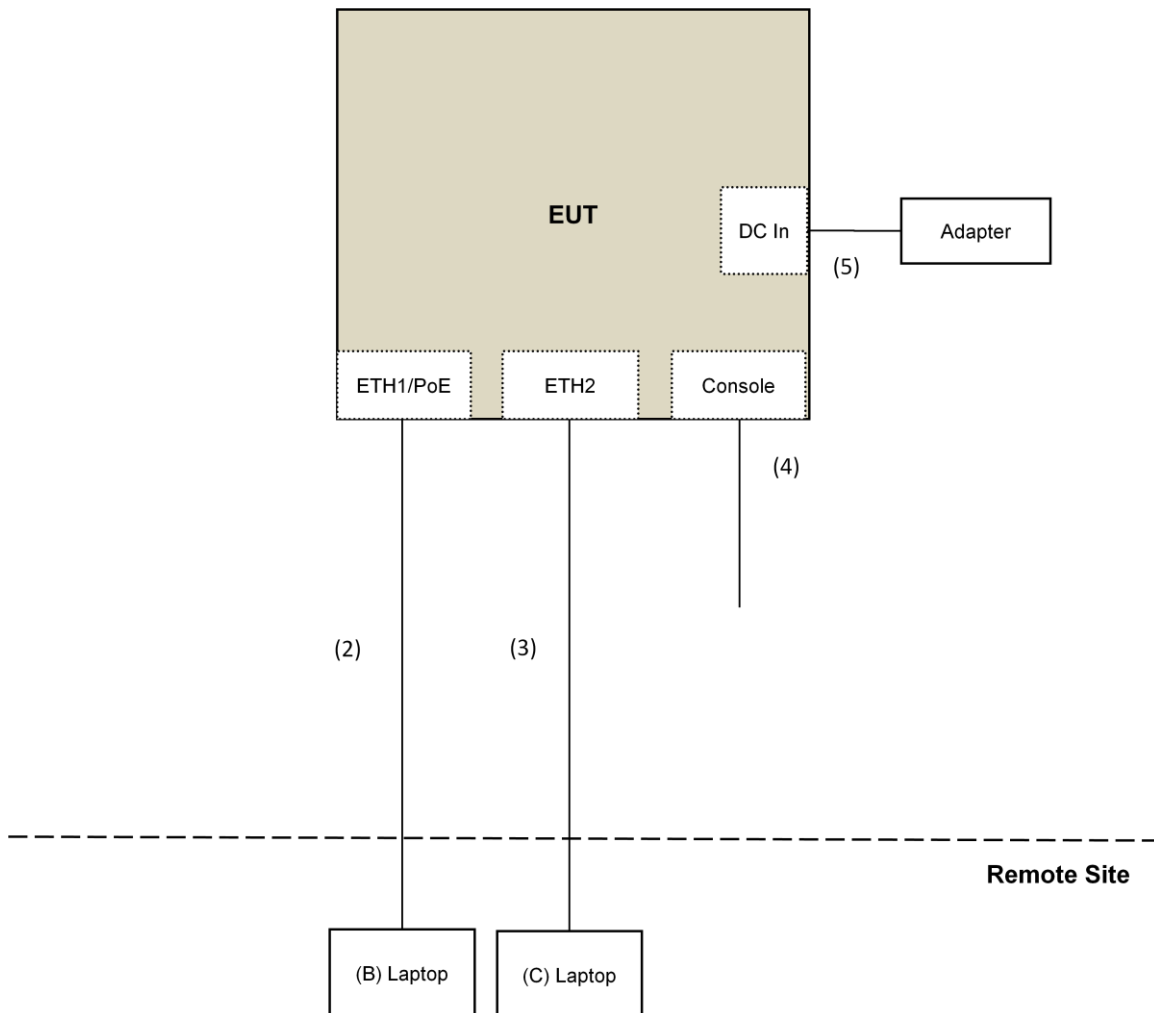 EUT
DC In
Adapter
(5)
ETH1/PoE
ETH2
Console
(4)
(2)
(3)
Remote Site
(B) Laptop
(C) Laptop